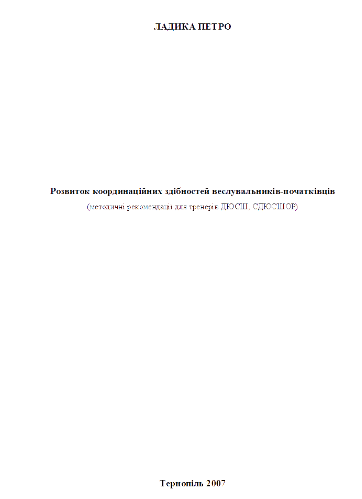 ЛАДИКА ПЕТРО
Розвиток координаційних здібностей веслувальників-початківців
(методичні рекомендації для тренерів ДЮСШ, СДЮСШОР)
Тернопіль 2007